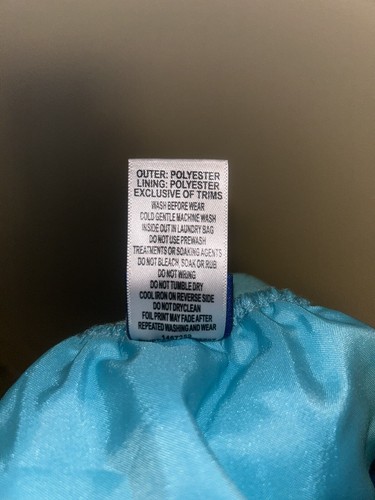 OUTER: POLYESTER
LINING: POLYESTER
EXCLUSIVE OF TRIMS
WASH BEFORE WEAR
COLD GENTLE MACHINE WASH
INSIDE OUT IN LAUNDRY BAG
DO NOT USE PREWASH
TREATMENTS OR SOAKING AGENTS
DO NOT BLEACH, SOAK OR RUB
DO NOT WRING
DO NOT TUMBLE DRY
COOL IRON ON REVERSE SIDE
DO NOT DRYCLEAN
FOIL PRINT MAY FADE AFTER
REPEATED WASHING AND WEAR